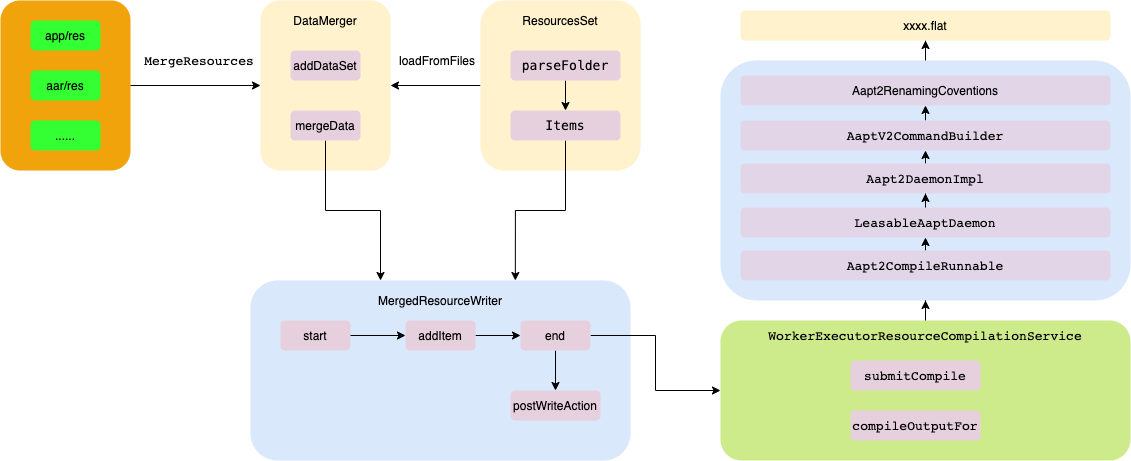 app/res
aar/res
......
MergeResources
DataMerger
addDataSet
mergeData
loadFromFiles
ResourcesSet
parseFolder
Items
MergedResourceWriter
start
addItem
end
postWriteAction
xxxx.flat
Aapt2RenamingCoventions
AaptV2CommandBuilder
Aapt2DaemonImpl
LeasableAaptDaemon
Aapt2CompileRunnable
WorkerExecutorResourceCompilationService
submitCompile
compileOutputFor